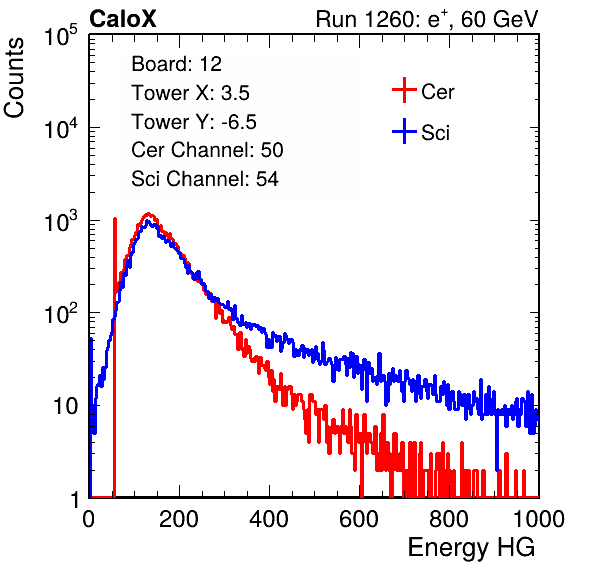 CaloX Run 1260: e⁺, 60 GeV
Counts
10⁵
10⁴
10³
10²
10
1
Board: 12
Tower X: 3.5
Tower Y: -6.5
Cer Channel: 50
Sci Channel: 54
Cer
Sci
0 200 400 600 800 1000
Energy HG